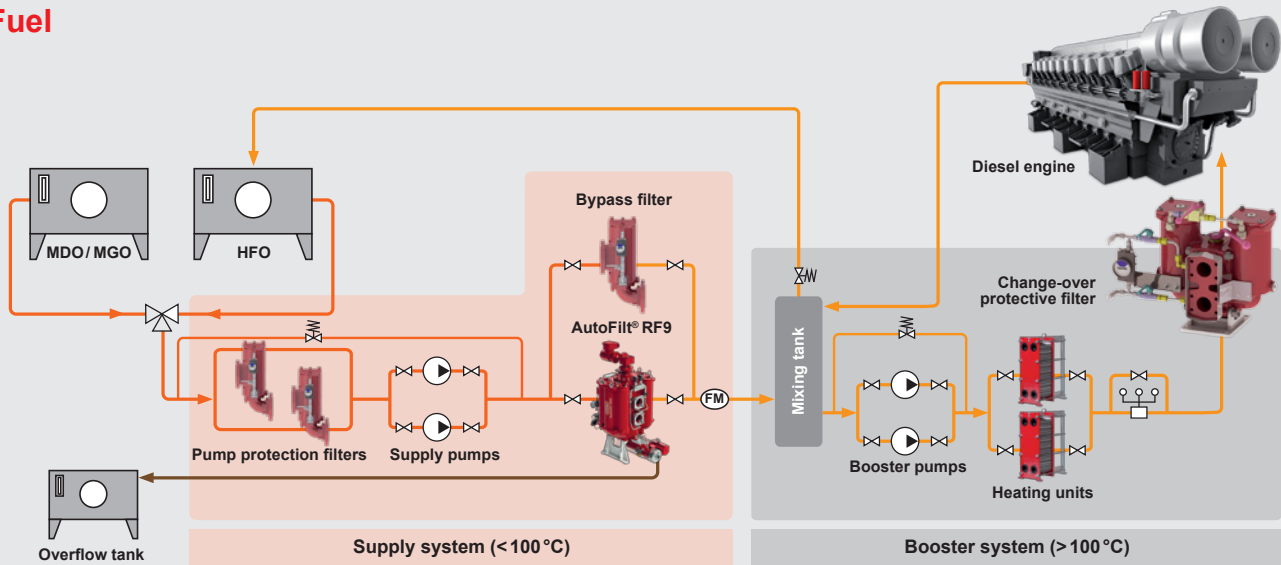 Fuel
Diesel engine
Bypass filter
MDO / MGO
HFO
Change-over
protective filter
AutoFilt® RF9
Mixing tank
FM
Pump protection filters
Supply pumps
Booster pumps
Heating units
Overflow tank
Supply system (< 100 °C)
Booster system (> 100 °C)